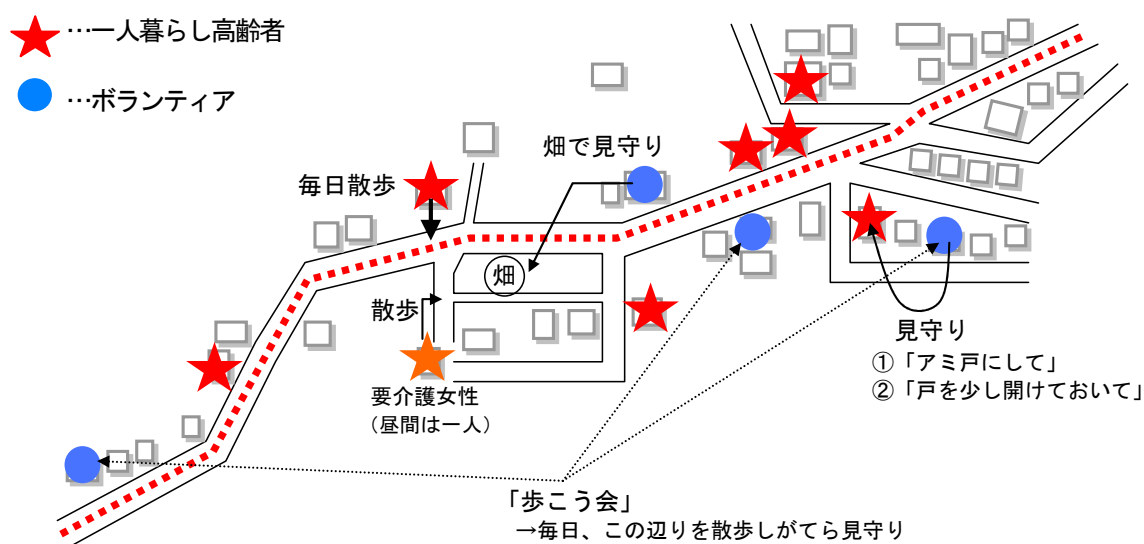 …一人暮らし高齢者
…ボランティア
畑で見守り
毎日散歩
畑
散歩
要介護女性
（昼間は一人）
見守り
①「アミ戸にして」
②「戸を少し開けておいて」
「歩こう会」
→毎日、この辺りを散歩しがてら見守り